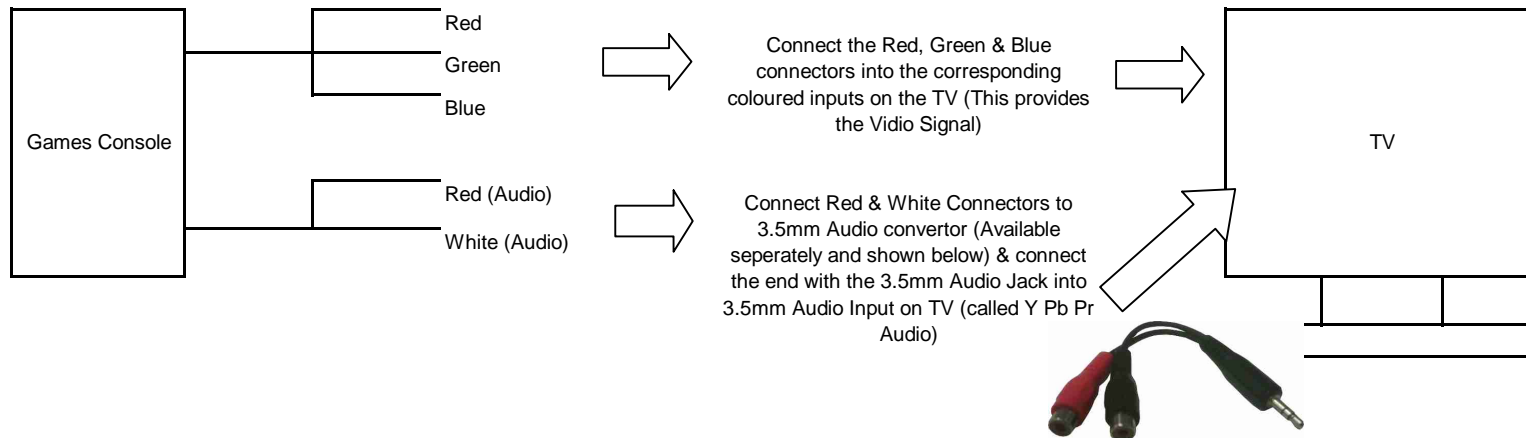 Red
Green
Blue
Games Console
Red (Audio)
White (Audio)
Connect the Red, Green & Blue
connectors into the corresponding
coloured inputs on the TV (This provides
the Vidio Signal)
Connect Red & White Connectors to
3.5mm Audio convertor (Available
seperately and shown below) & connect
the end with the 3.5mm Audio Jack into
3.5mm Audio Input on TV (called Y Pb Pr
Audio)
TV